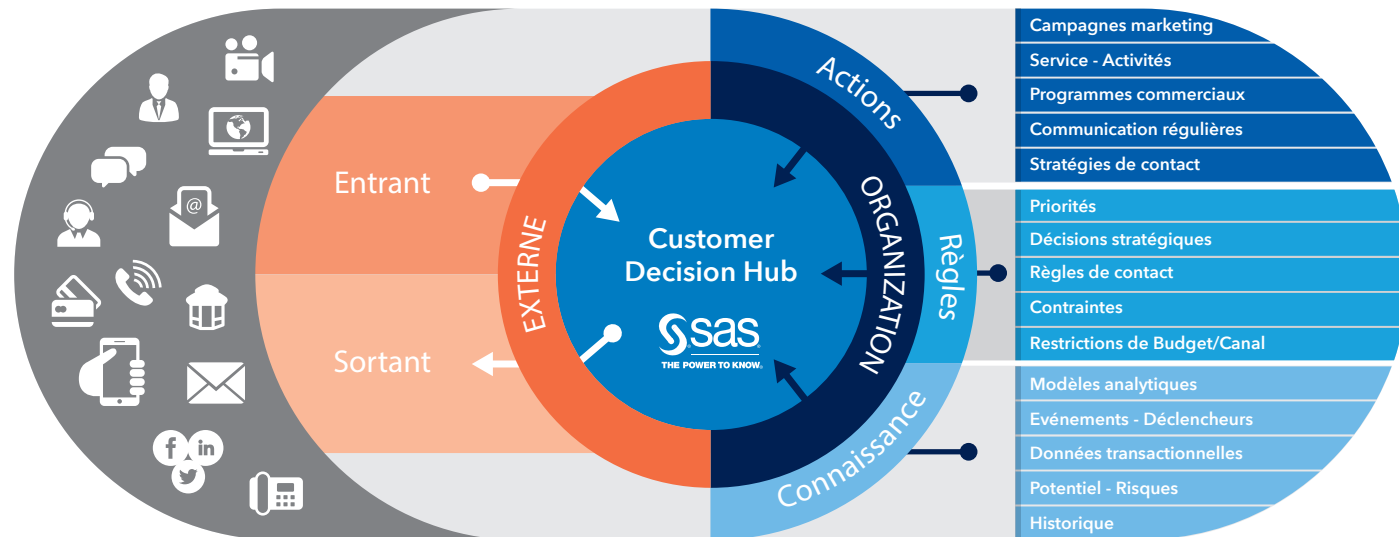 Entrant
Sortant
EXTERNE
Customer
Decision Hub
sas
THE POWER TO KNOW®
ORGANIZATION
Actions
Règles
Connaissance
Campagnes marketing
Service - Activités
Programmes commerciaux
Communication régulières
Stratégies de contact
Priorités
Décisions stratégiques
Règles de contact
Contraintes
Restrictions de Budget/Canal
Modèles analytiques
Evénements - Déclencheurs
Données transactionnelles
Potentiel - Risques
Historique
@
f
in